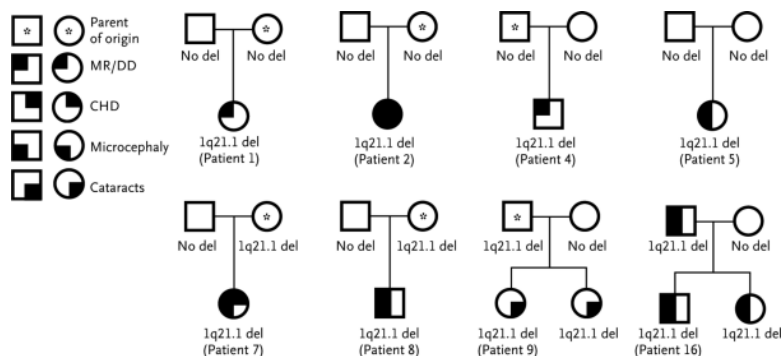 Parent
of origin
MR/DD
CHD
Microcephaly
Cataracts
No del No del
1q21.1 del
(Patient 1)
No del No del
1q21.1 del
(Patient 2)
No del No del
1q21.1 del
(Patient 4)
No del No del
1q21.1 del
(Patient 5)
No del 1q21.1 del
1q21.1 del
(Patient 7)
No del 1q21.1 del
1q21.1 del
(Patient 8)
1q21.1 del No del
1q21.1 del 1q21.1 del
(Patient 9)
1q21.1 del No del
1q21.1 del 1q21.1 del
(Patient 16)